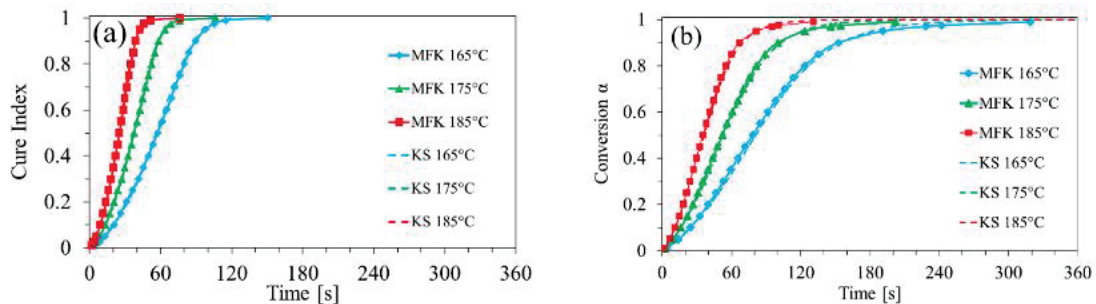 (a)
1
0.8
0.6
0.4
0.2
0
Cure Index
0 60 120 180 240 300 360
Time [s]
MFK 165°C
MFK 175°C
MFK 185°C
KS 165°C
KS 175°C
KS 185°C
(b)
1
0.8
0.6
0.4
0.2
0
Conversion α
0 60 120 180 240 300 360
Time [s]
MFK 165°C
MFK 175°C
MFK 185°C
KS 165°C
KS 175°C
KS 185°C